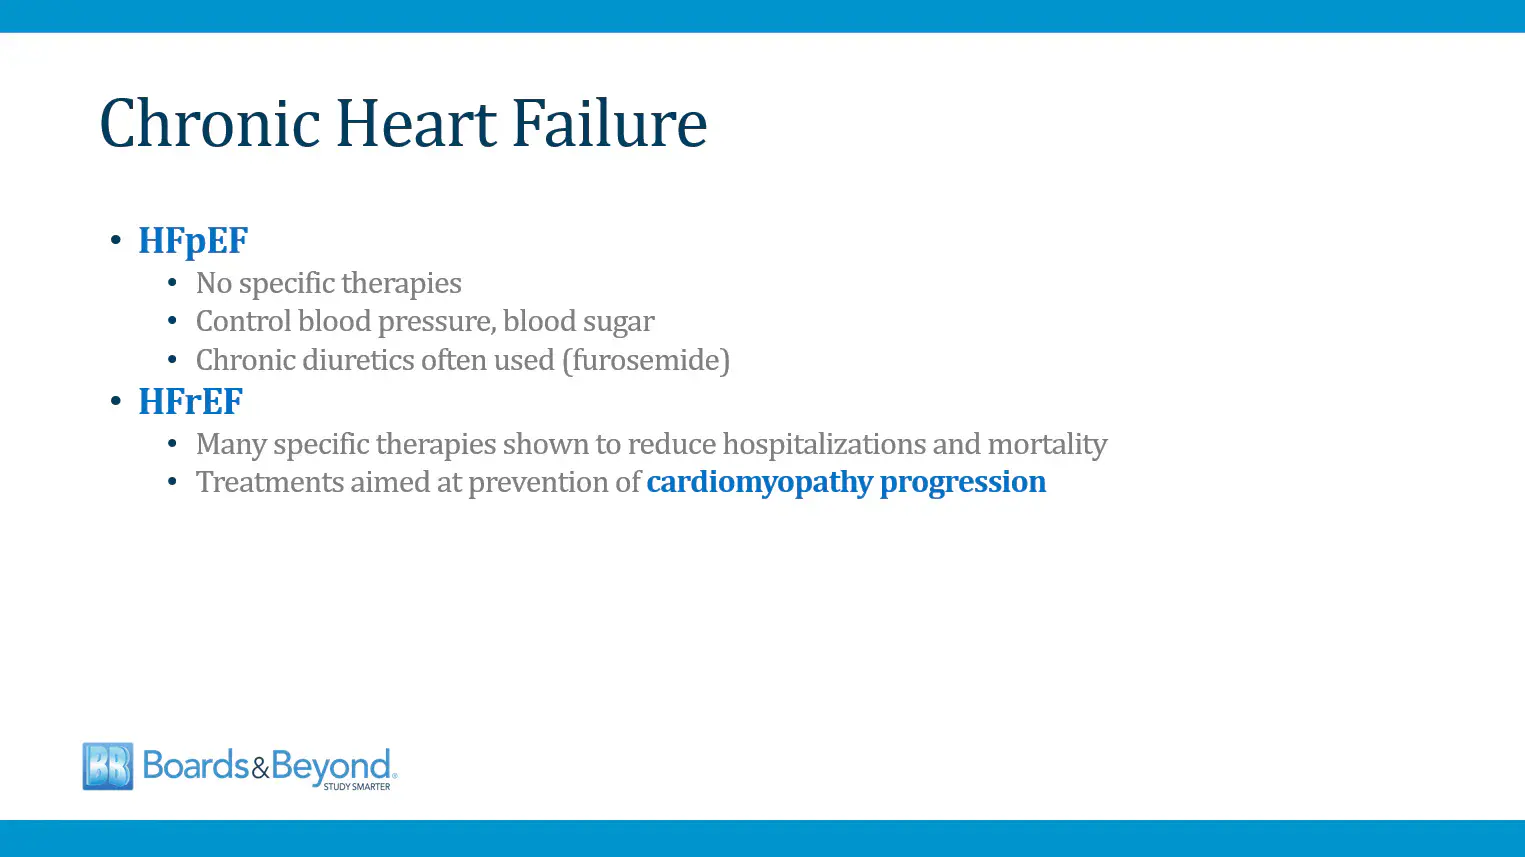 Chronic Heart Failure
• HFpEF
• No specific therapies
• Control blood pressure, blood sugar
• Chronic diuretics often used (furosemide)
• HFrEF
• Many specific therapies shown to reduce hospitalizations and mortality
• Treatments aimed at prevention of cardiomyopathy progression
BB Boards&Beyond®
STUDY SMARTER